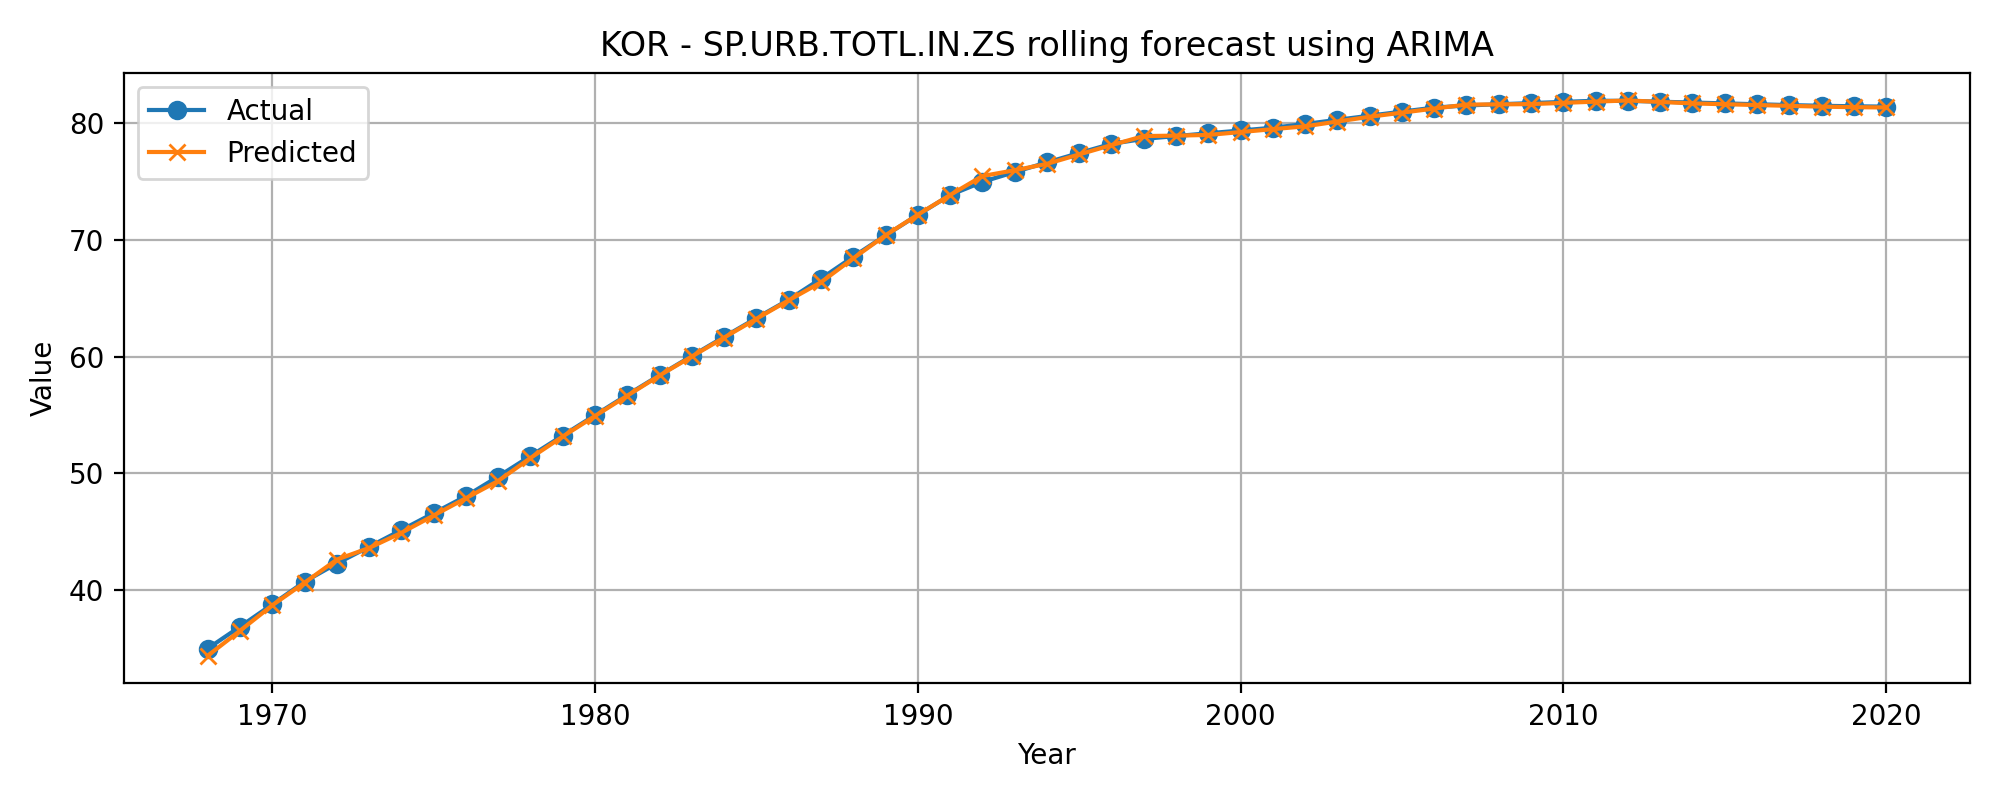 KOR - SP.URB.TOTL.IN.ZS rolling forecast using ARIMA
Actual
Predicted
80
70
60
50
40
Value
1970 1980 1990 2000 2010 2020
Year